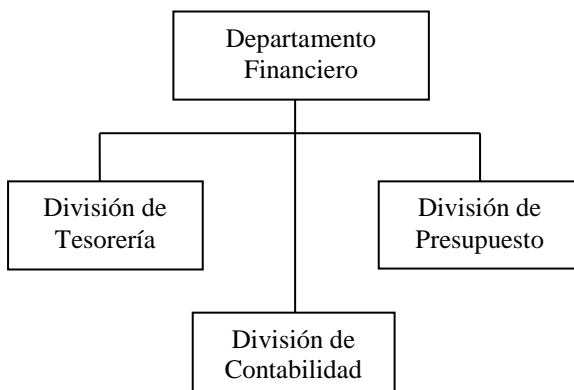 Departamento
Financiero
División de
Tesorería
División de
Presupuesto
División de
Contabilidad